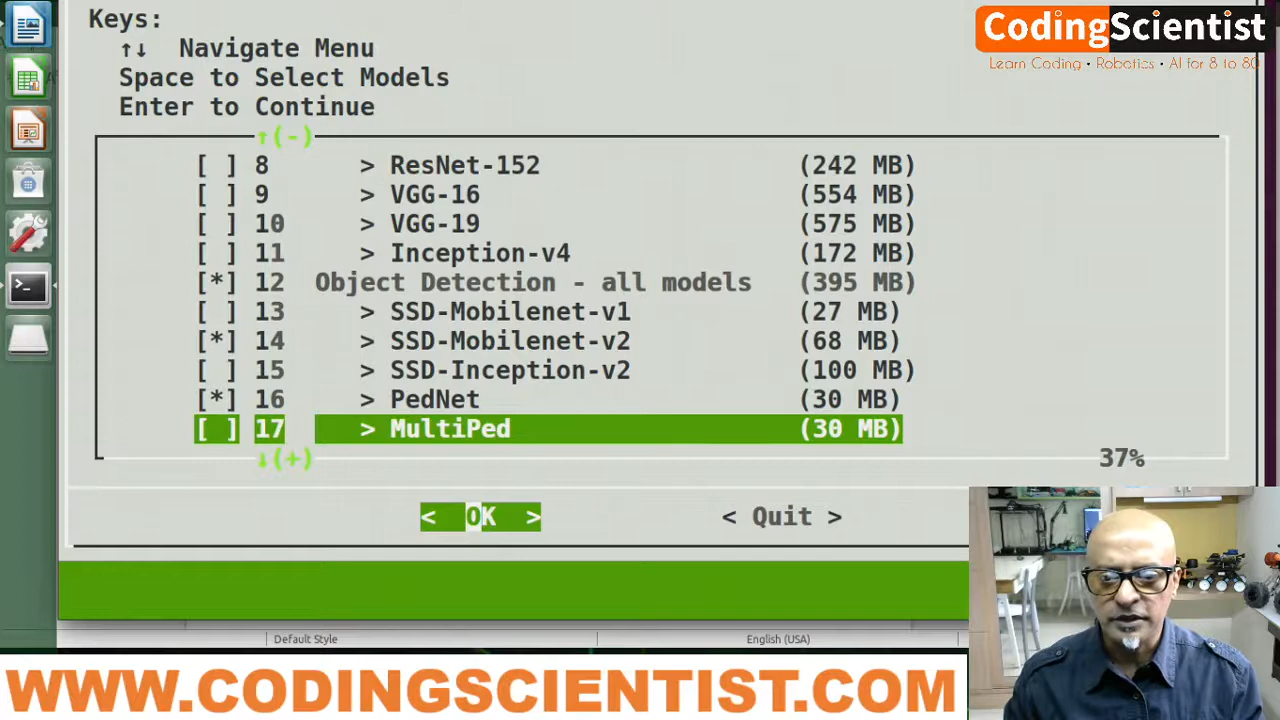 Keys:
↑↓ Navigate Menu
Space to Select Models
Enter to Continue
CodingScientist
Learn Coding • Robotics • AI for 8 to 80
↑(-)
[ ] 8 > ResNet-152 (242 MB)
[ ] 9 > VGG-16 (554 MB)
[ ] 10 > VGG-19 (575 MB)
[ ] 11 > Inception-v4 (172 MB)
[*] 12 Object Detection - all models (395 MB)
[ ] 13 > SSD-Mobilenet-v1 (27 MB)
[*] 14 > SSD-Mobilenet-v2 (68 MB)
[ ] 15 > SSD-Inception-v2 (100 MB)
[*] 16 > PedNet (30 MB)
[ ] 17 > MultiPed (30 MB)
↓(+) 37%
< OK > < Quit >
Default Style English (USA)
WWW.CODINGSCIENTIST.COM